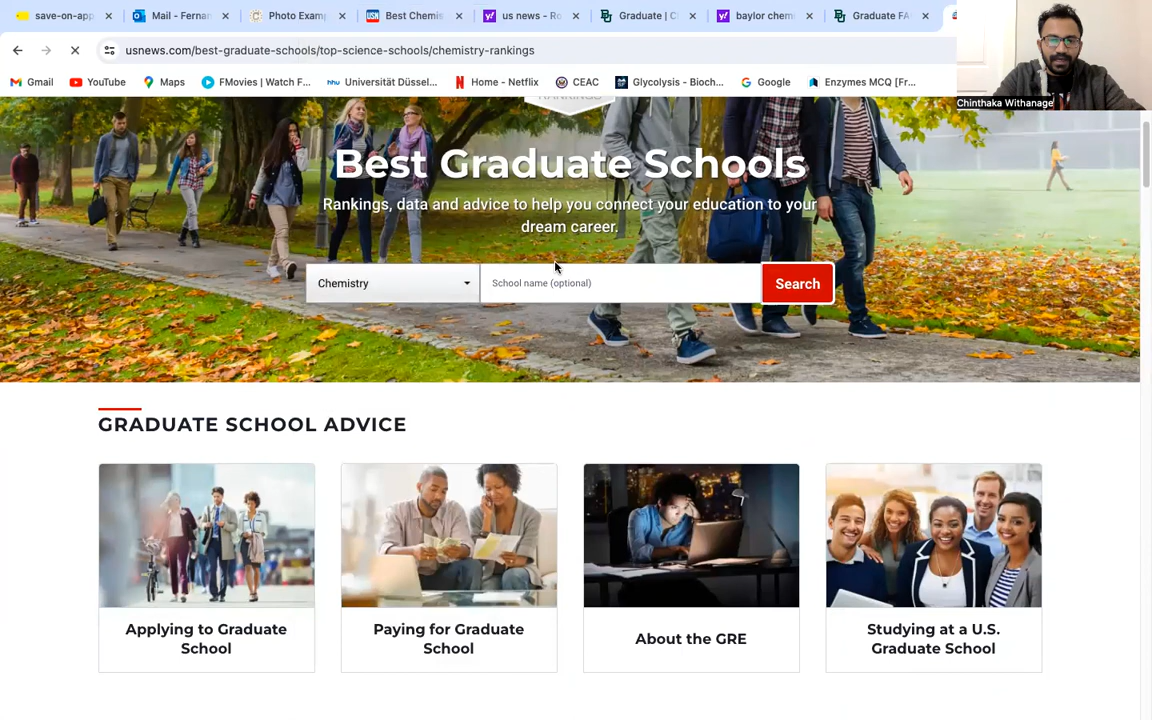 save-on-app
Mail - Fernan
Photo Examp
Best Chemis
us news - Ro
Graduate | C
baylor chemi
Graduate FA
usnews.com/best-graduate-schools/top-science-schools/chemistry-rankings
Gmail
YouTube
Maps
FMovies | Watch F...
hhu
Universität Düssel...
Home - Netflix
CEAC
Glycolysis - Bioch...
Google
Enzymes MCQ [Fr...
Chinthaka Withanage
RANKINGS
Best Graduate Schools
Rankings, data and advice to help you connect your education to your
dream career.
Chemistry
School name (optional)
Search
GRADUATE SCHOOL ADVICE
Applying to Graduate
School
Paying for Graduate
School
About the GRE
Studying at a U.S.
Graduate School